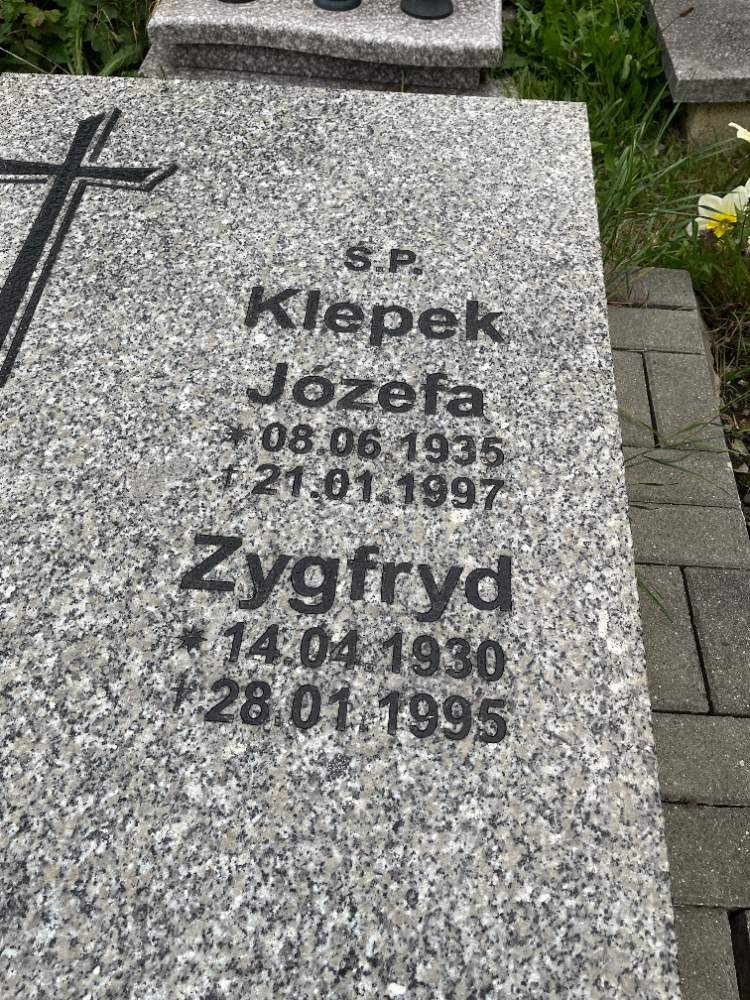 Ś.P.
Klepek
Józefa
* 08.06.1935
† 21.01.1997
Zygfryd
* 14.04.1930
† 28.01.1995